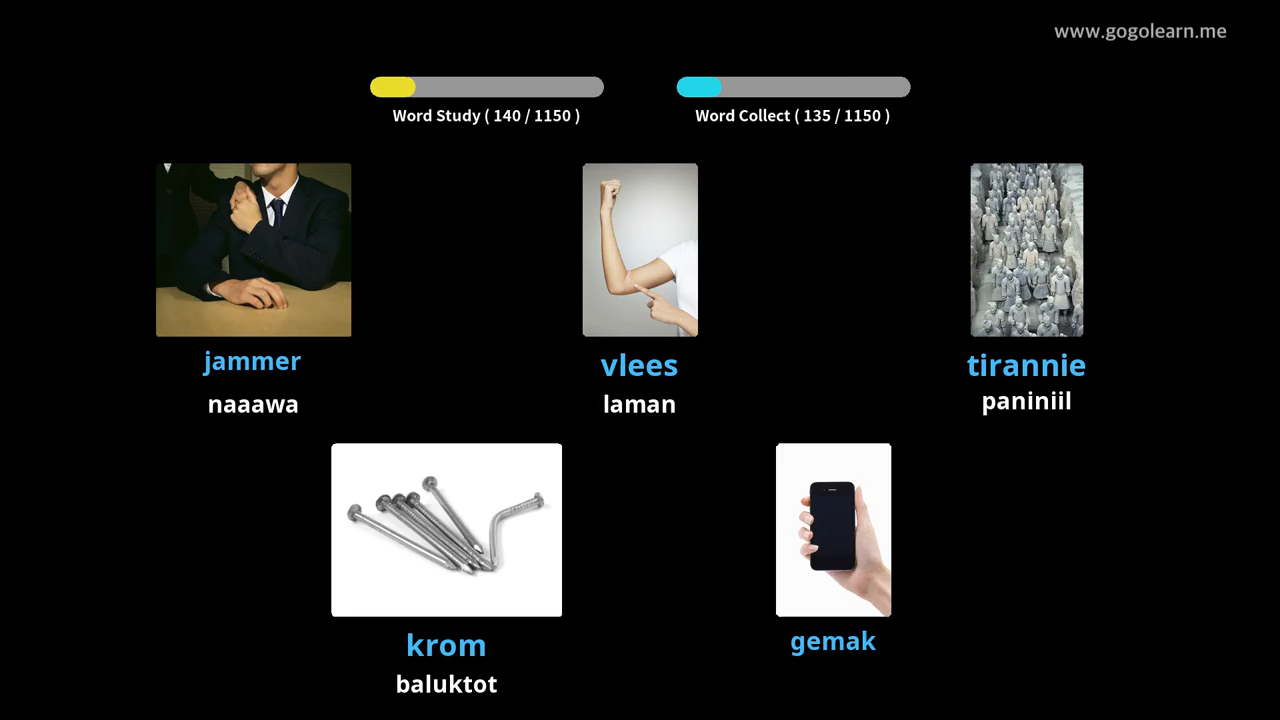 www.gogolearn.me
Word Study ( 140 / 1150 )
Word Collect ( 135 / 1150 )
jammer
naaawa
vlees
laman
tirannie
paniniil
krom
baluktot
gemak